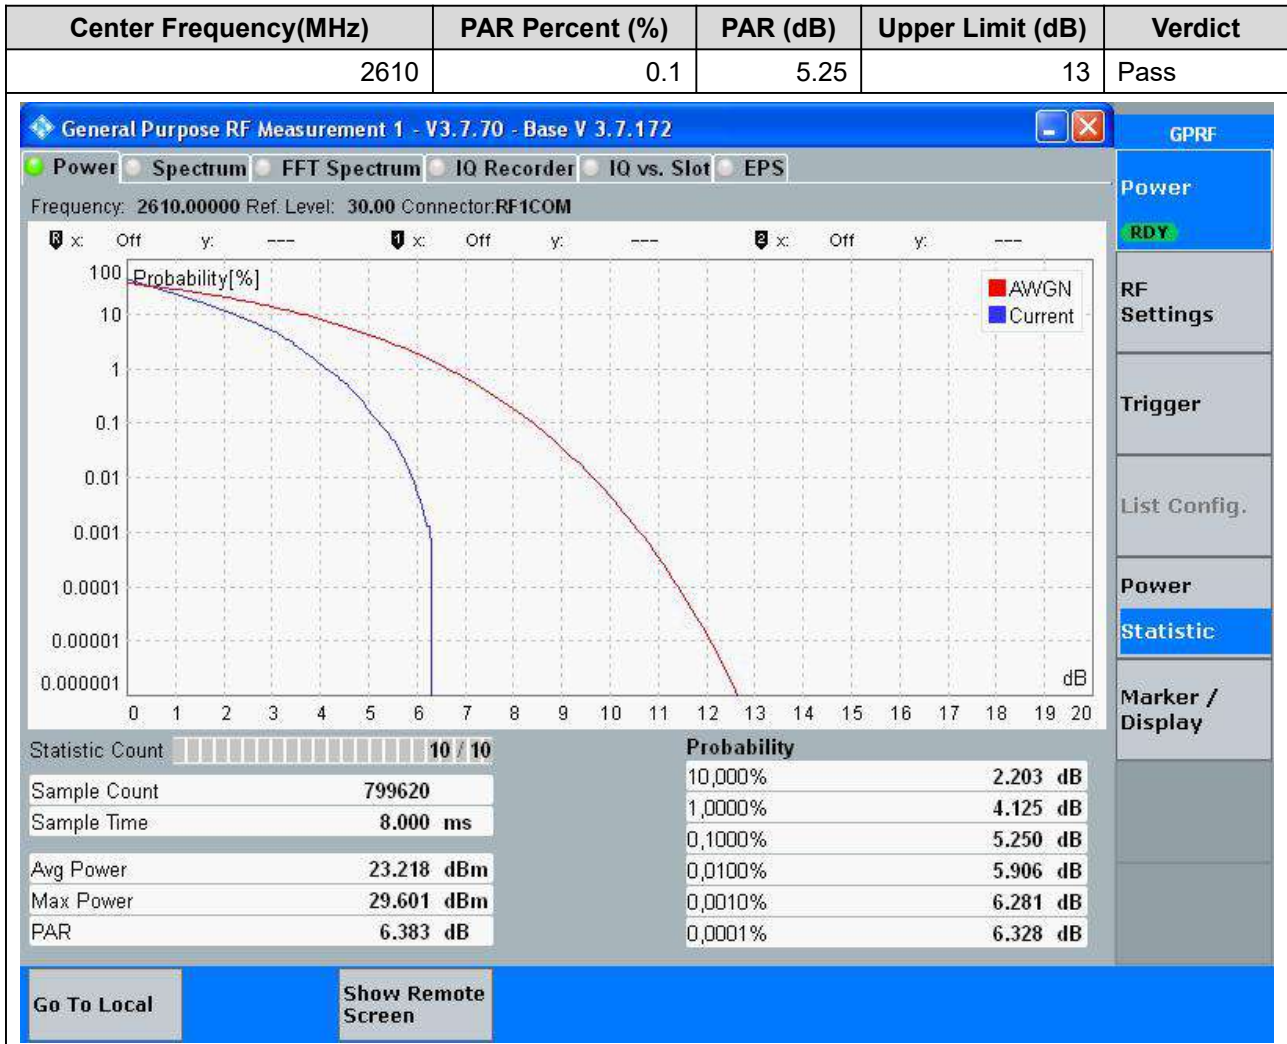 Center Frequency(MHz) PAR Percent (%) PAR (dB) Upper Limit (dB) Verdict
2610 0.1 5.25 13 Pass
General Purpose RF Measurement 1 - V3.7.70 - Base V 3.7.172
GPRF
Power Spectrum FFT Spectrum IQ Recorder IQ vs. Slot EPS
Frequency: 2610.00000 Ref. Level: 30.00 Connector:RF1COM
R x: Off y: --- 1 x: Off y: --- 2 x: Off y: ---
Probability[%]
AWGN
Current
100
10
1
0.1
0.01
0.001
0.0001
0.00001
0.000001
dB
0 1 2 3 4 5 6 7 8 9 10 11 12 13 14 15 16 17 18 19 20
Statistic Count 10 / 10
Sample Count 799620
Sample Time 8.000 ms
Avg Power 23.218 dBm
Max Power 29.601 dBm
PAR 6.383 dB
Probability
10,000% 2.203 dB
1,0000% 4.125 dB
0,1000% 5.250 dB
0,0100% 5.906 dB
0,0010% 6.281 dB
0,0001% 6.328 dB
Power
RDY
RF
Settings
Trigger
List Config.
Power
Statistic
Marker /
Display
Go To Local
Show Remote
Screen